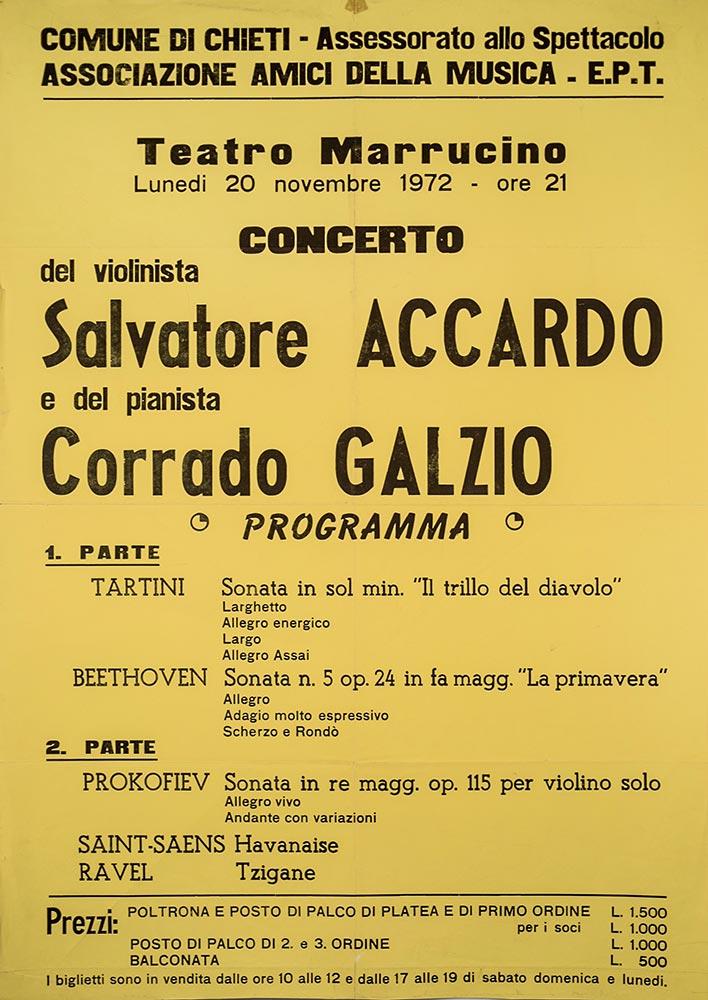 COMUNE DI CHIETI - Assessorato allo Spettacolo
ASSOCIAZIONE AMICI DELLA MUSICA - E.P.T.
Teatro Marrucino
Lunedi 20 novembre 1972 - ore 21
CONCERTO
del violinista
Salvatore ACCARDO
e del pianista
Corrado GALZIO
PROGRAMMA
1. PARTE
TARTINI Sonata in sol min. "Il trillo del diavolo"
Larghetto
Allegro energico
Largo
Allegro Assai
BEETHOVEN Sonata n. 5 op. 24 in fa magg. "La primavera"
Allegro
Adagio molto espressivo
Scherzo e Rondò
2. PARTE
PROKOFIEV Sonata in re magg. op. 115 per violino solo
Allegro vivo
Andante con variazioni
SAINT-SAENS Havanaise
RAVEL Tzigane
Prezzi: POLTRONA E POSTO DI PALCO DI PLATEA E DI PRIMO ORDINE L. 1.500
per i soci L. 1.000
POSTO DI PALCO DI 2. e 3. ORDINE L. 1.000
BALCONATA L. 500
I biglietti sono in vendita dalle ore 10 alle 12 e dalle 17 alle 19 di sabato domenica e lunedi.